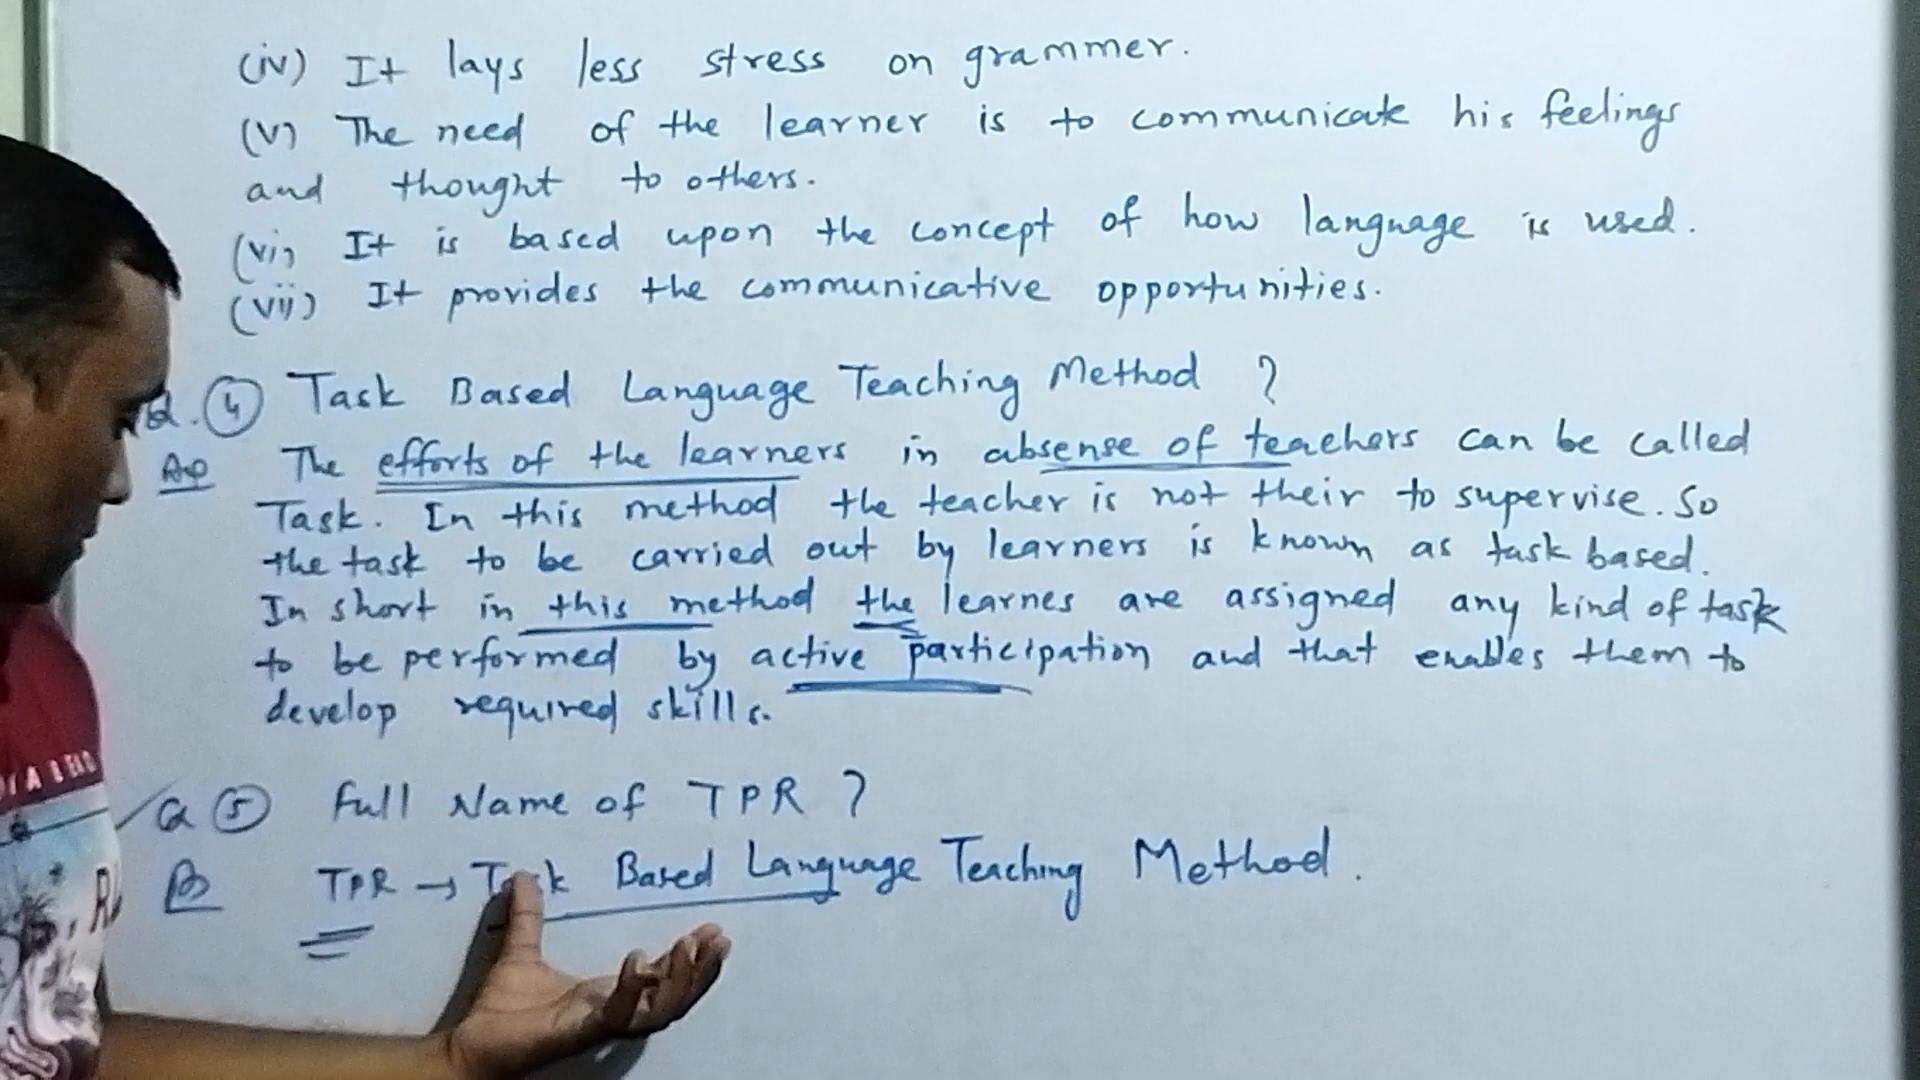 (iv) It lays less stress on grammer.
(v) The need of the learner is to communicate his feelings
and thought to others.
(vi) It is based upon the concept of how language is used.
(vii) It provides the communicative opportunities.
Q. 4 Task Based Language Teaching Method ?
The efforts of the learners in absense of teachers can be called
Task. In this method the teacher is not their to supervise. So
the task to be carried out by learners is known as task based.
In short in this method the learnes are assigned any kind of task
to be performed by active participation and that enables them to
develop required skills.
Q 5 Full Name of TPR ?
TPR → Task Based Language Teaching Method.